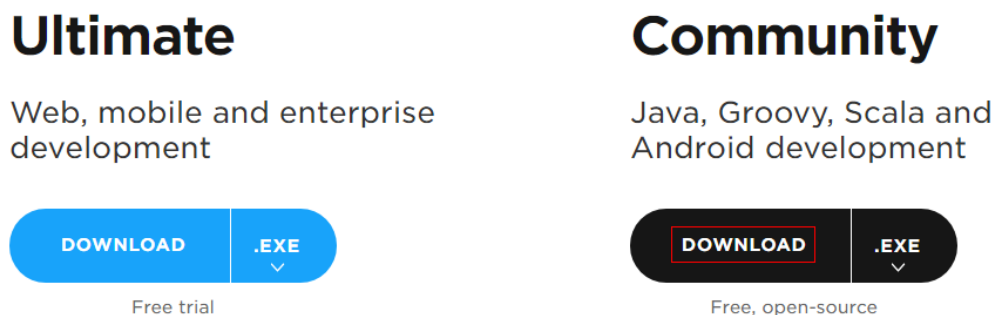 Ultimate
Web, mobile and enterprise
development
DOWNLOAD
.EXE
Free trial
Community
Java, Groovy, Scala and
Android development
DOWNLOAD
.EXE
Free, open-source